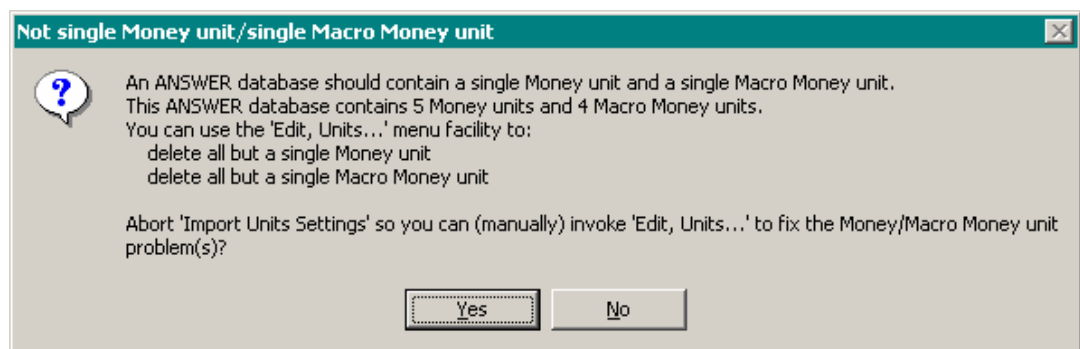 Not single Money unit/single Macro Money unit
An ANSWER database should contain a single Money unit and a single Macro Money unit.
This ANSWER database contains 5 Money units and 4 Macro Money units.
You can use the 'Edit, Units...' menu facility to:
delete all but a single Money unit
delete all but a single Macro Money unit
Abort 'Import Units Settings' so you can (manually) invoke 'Edit, Units...' to fix the Money/Macro Money unit
problem(s)?
Yes
No